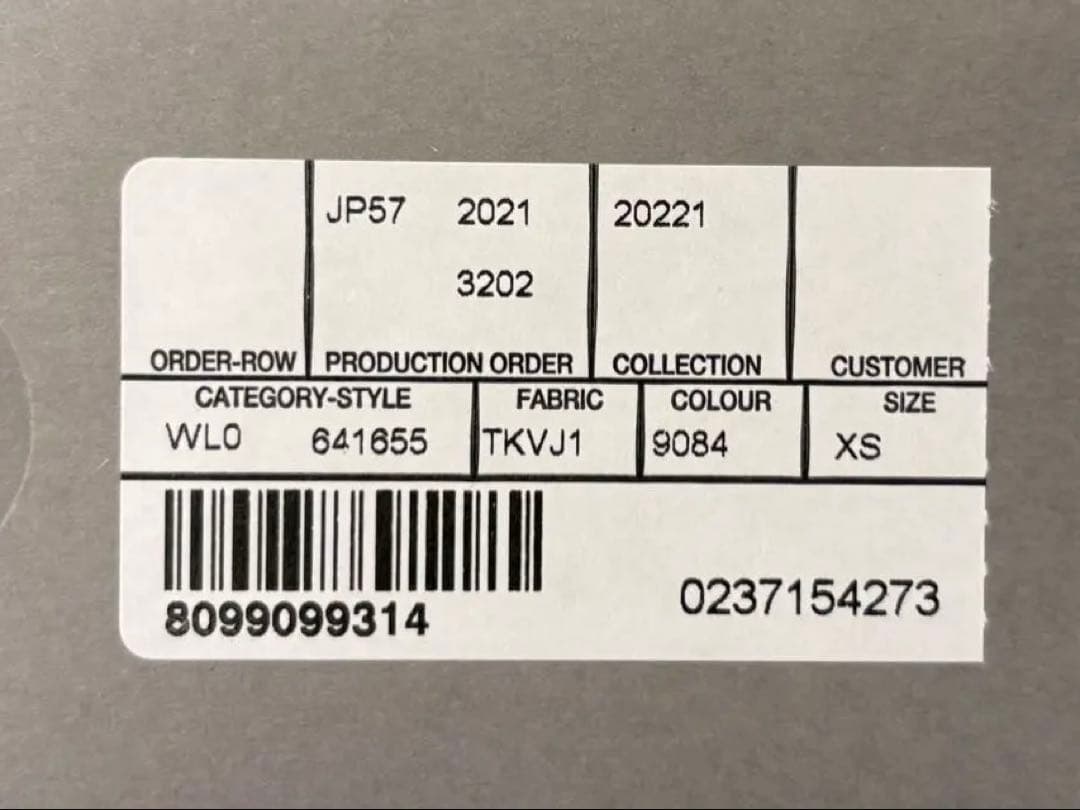 JP57 2021 20221
3202
ORDER-ROW PRODUCTION ORDER COLLECTION CUSTOMER
CATEGORY-STYLE FABRIC COLOUR SIZE
WL0 641655 TKVJ1 9084 XS
8099099314 0237154273